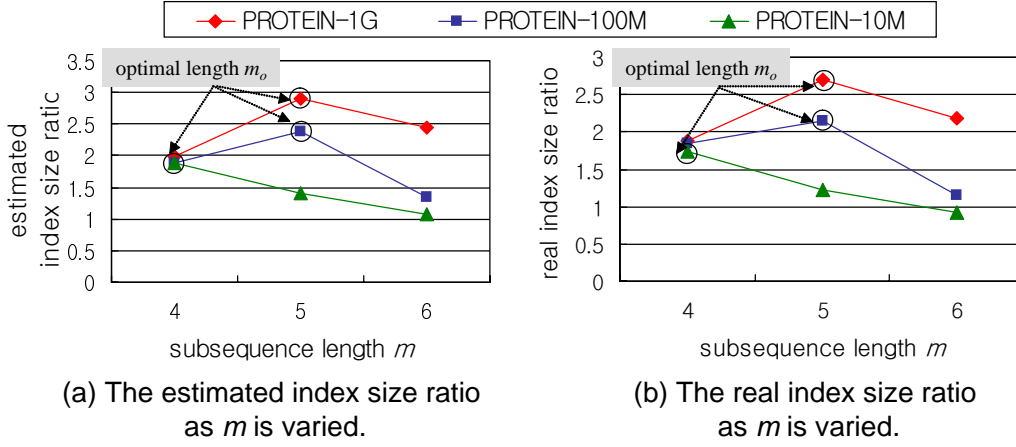 PROTEIN-1G PROTEIN-100M PROTEIN-10M
optimal length mₒ
3.5
3
2.5
2
1.5
1
0.5
0
estimated
index size ratio
4 5 6
subsequence length m
(a) The estimated index size ratio
as m is varied.
optimal length mₒ
3
2.5
2
1.5
1
0.5
0
real index size ratio
4 5 6
subsequence length m
(b) The real index size ratio
as m is varied.